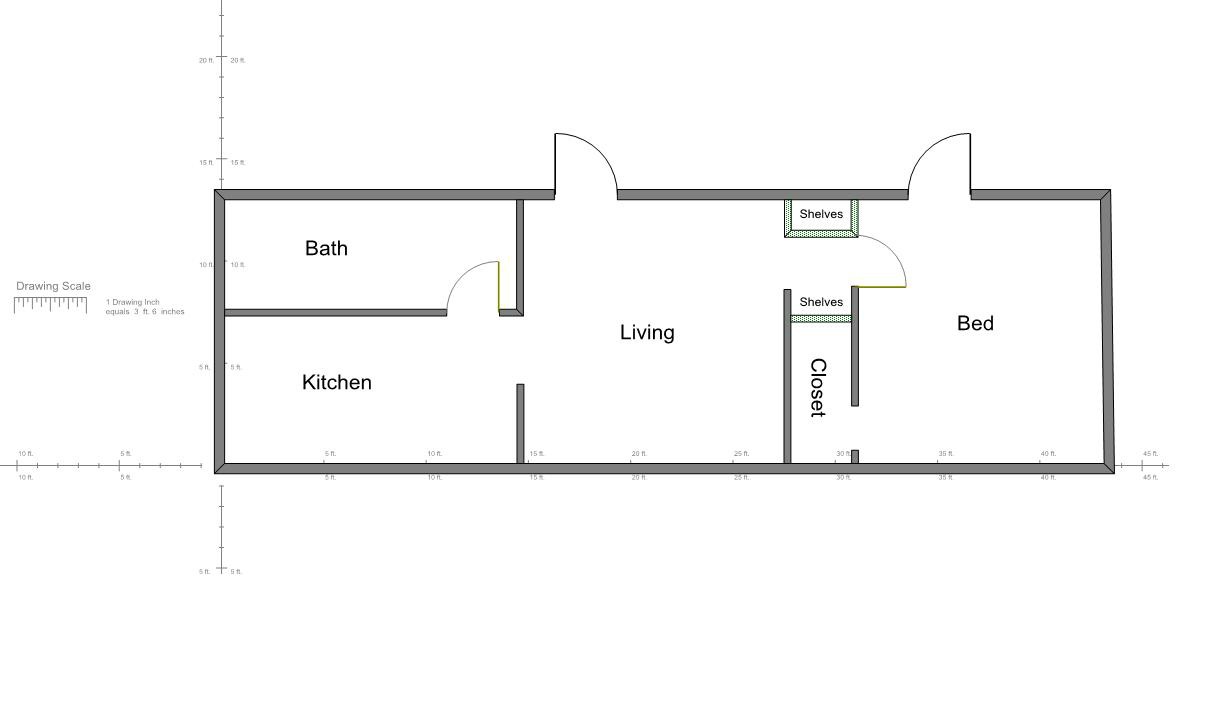 20 ft. 20 ft.
15 ft. 15 ft.
Shelves
Bath
10 ft. 10 ft.
Drawing Scale
1 Drawing Inch
equals 3 ft. 6 inches
Shelves
Living
Bed
5 ft. 5 ft.
Kitchen
Closet
10 ft. 5 ft. 5 ft. 10 ft. 15 ft. 20 ft. 25 ft. 30 ft. 35 ft. 40 ft. 45 ft.
10 ft. 5 ft. 5 ft. 10 ft. 15 ft. 20 ft. 25 ft. 30 ft. 35 ft. 40 ft. 45 ft.
5 ft. 5 ft.